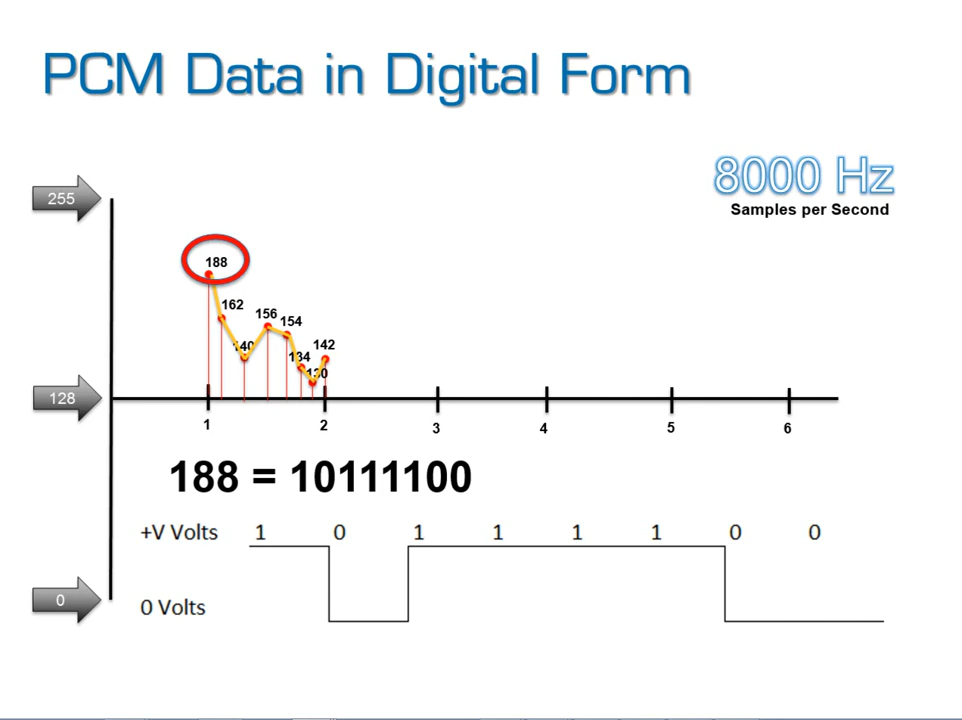 PCM Data in Digital Form
8000 Hz
Samples per Second
255
188
162
156
154
140
134
130
142
128
1 2 3 4 5 6
188 = 10111100
+V Volts 1 0 1 1 1 1 0 0
0
0 Volts